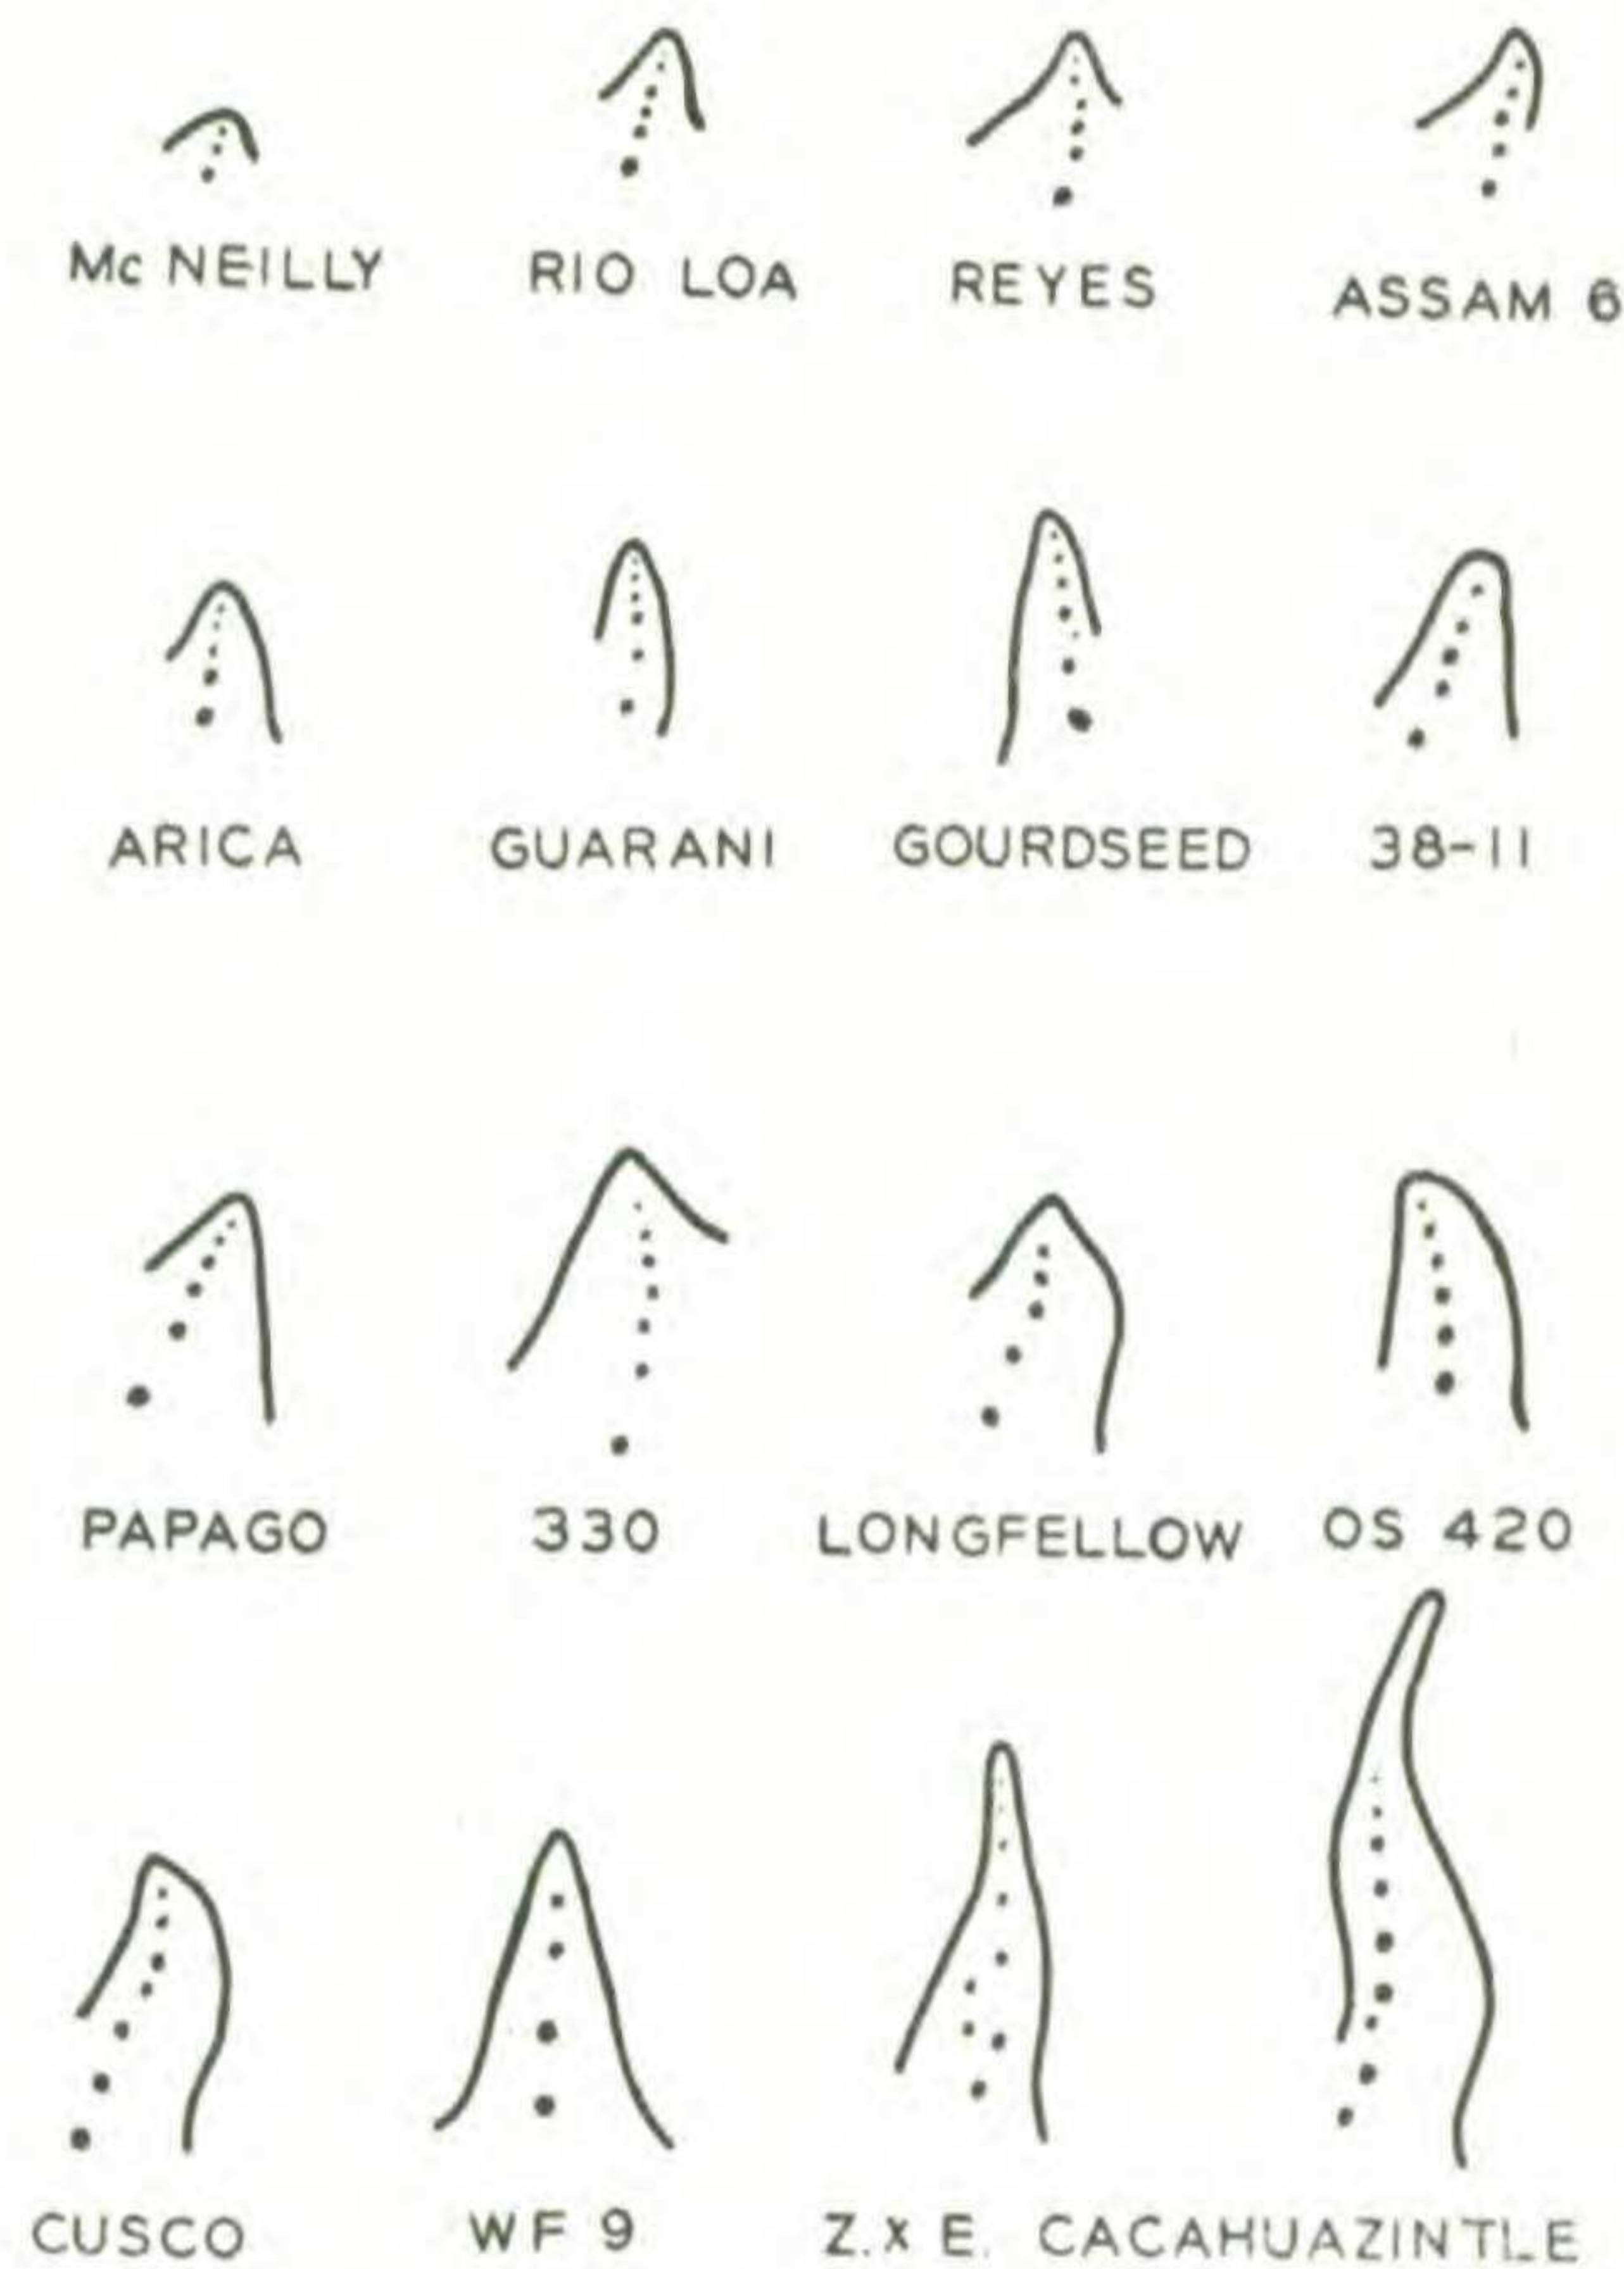 Mc NEILLY RIO LOA REYES ASSAM 6
ARICA GUARANI GOURDSEED 38-11
PAPAGO 330 LONGFELLOW OS 420
CUSCO WF 9 Z.X E. CACAHUAZINTLE